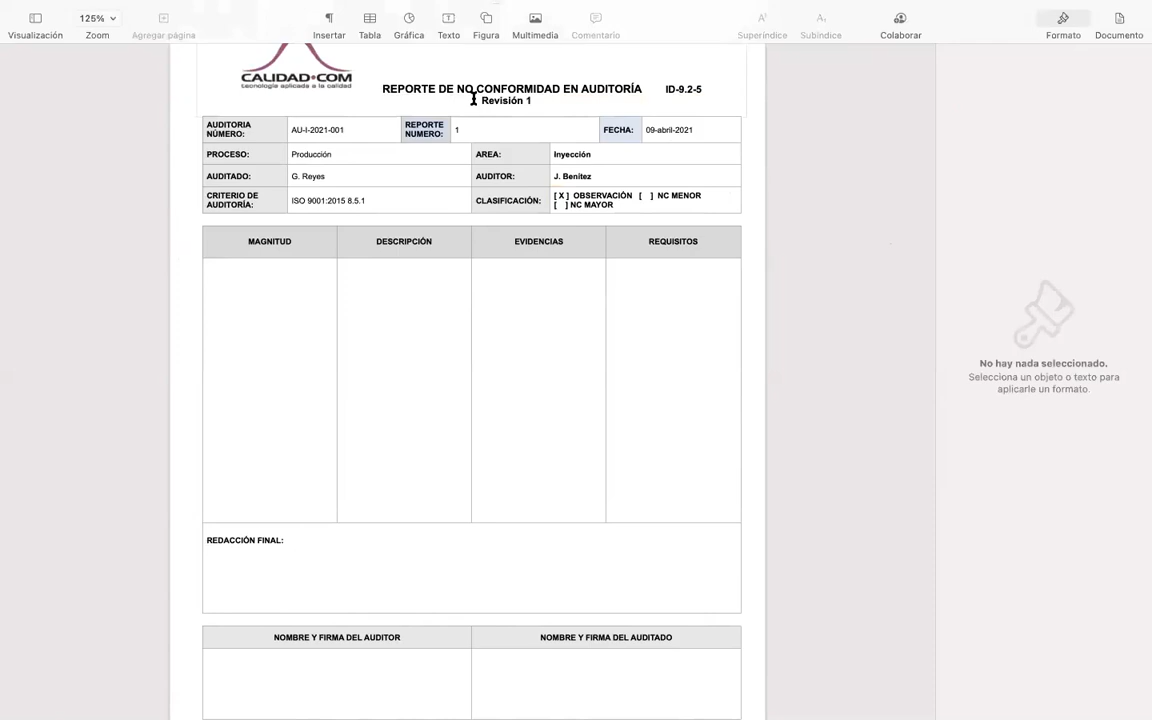 125%
Visualización
Zoom
Agregar página
Insertar
Tabla
Gráfica
Texto
Figura
Multimedia
Comentario
Superíndice
Subíndice
Colaborar
Formato
Documento
CALIDAD•COM
tecnología aplicada a la calidad
REPORTE DE NO CONFORMIDAD EN AUDITORÍA ID-9.2-5
Revisión 1
AUDITORIA
NÚMERO:
AU-I-2021-001
REPORTE
NUMERO:
1
FECHA:
09-abril-2021
PROCESO:
Producción
AREA:
Inyección
AUDITADO:
G. Reyes
AUDITOR:
J. Benítez
CRITERIO DE
AUDITORÍA:
ISO 9001:2015 8.5.1
CLASIFICACIÓN:
[ X ] OBSERVACIÓN [ ] NC MENOR
[ ] NC MAYOR
MAGNITUD
DESCRIPCIÓN
EVIDENCIAS
REQUISITOS
REDACCIÓN FINAL:
NOMBRE Y FIRMA DEL AUDITOR
NOMBRE Y FIRMA DEL AUDITADO
No hay nada seleccionado.
Selecciona un objeto o texto para
aplicarle un formato.